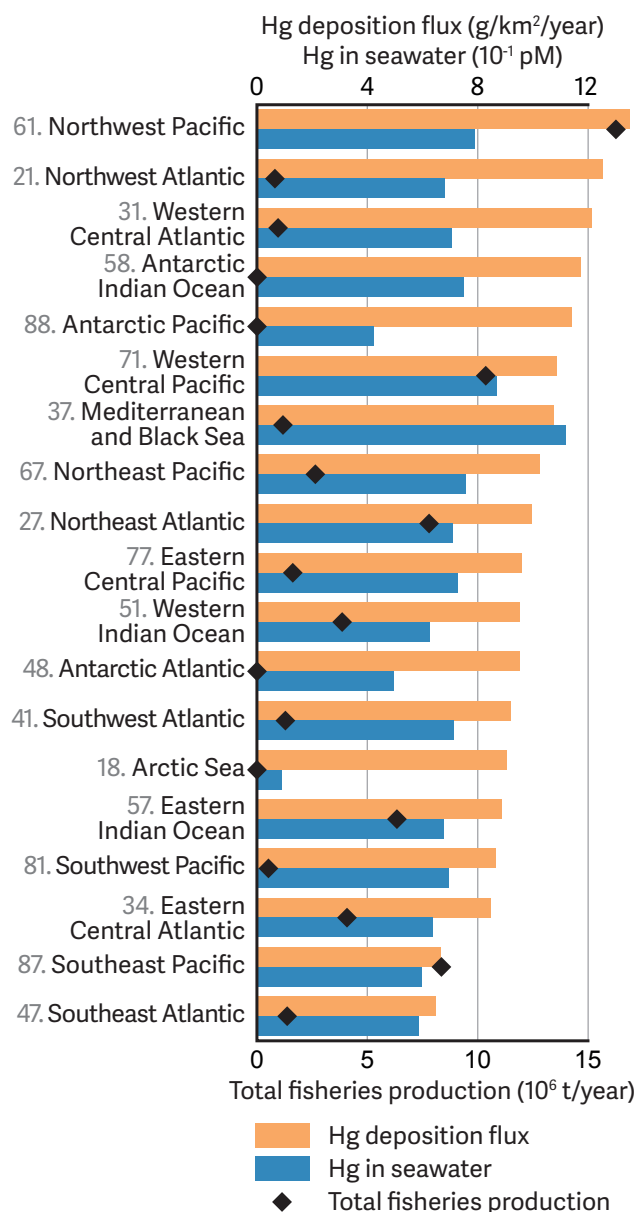 Hg deposition flux (g/km²/year)
Hg in seawater (10⁻¹ pM)
0 4 8 12
61. Northwest Pacific
21. Northwest Atlantic
31. Western
Central Atlantic
58. Antarctic
Indian Ocean
88. Antarctic Pacific
71. Western
Central Pacific
37. Mediterranean
and Black Sea
67. Northeast Pacific
27. Northeast Atlantic
77. Eastern
Central Pacific
51. Western
Indian Ocean
48. Antarctic Atlantic
41. Southwest Atlantic
18. Arctic Sea
57. Eastern
Indian Ocean
81. Southwest Pacific
34. Eastern
Central Atlantic
87. Southeast Pacific
47. Southeast Atlantic
0 5 10 15
Total fisheries production (10⁶ t/year)
Hg deposition flux
Hg in seawater
Total fisheries production